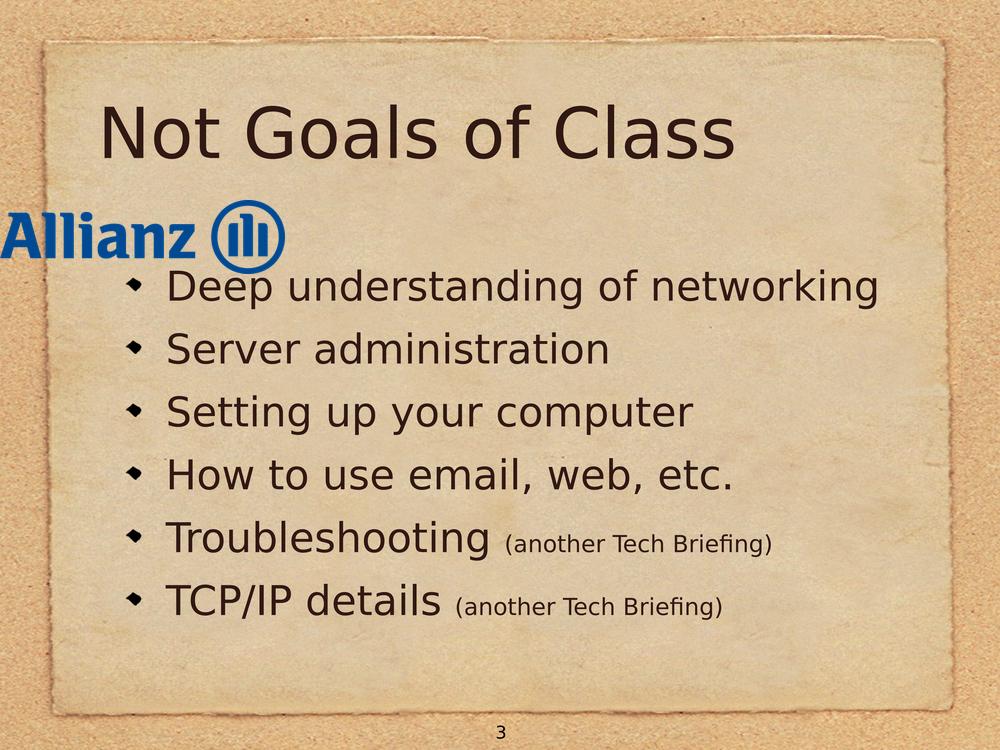 Not Goals of Class
Allianz
Deep understanding of networking
Server administration
Setting up your computer
How to use email, web, etc.
Troubleshooting (another Tech Briefing)
TCP/IP details (another Tech Briefing)
3